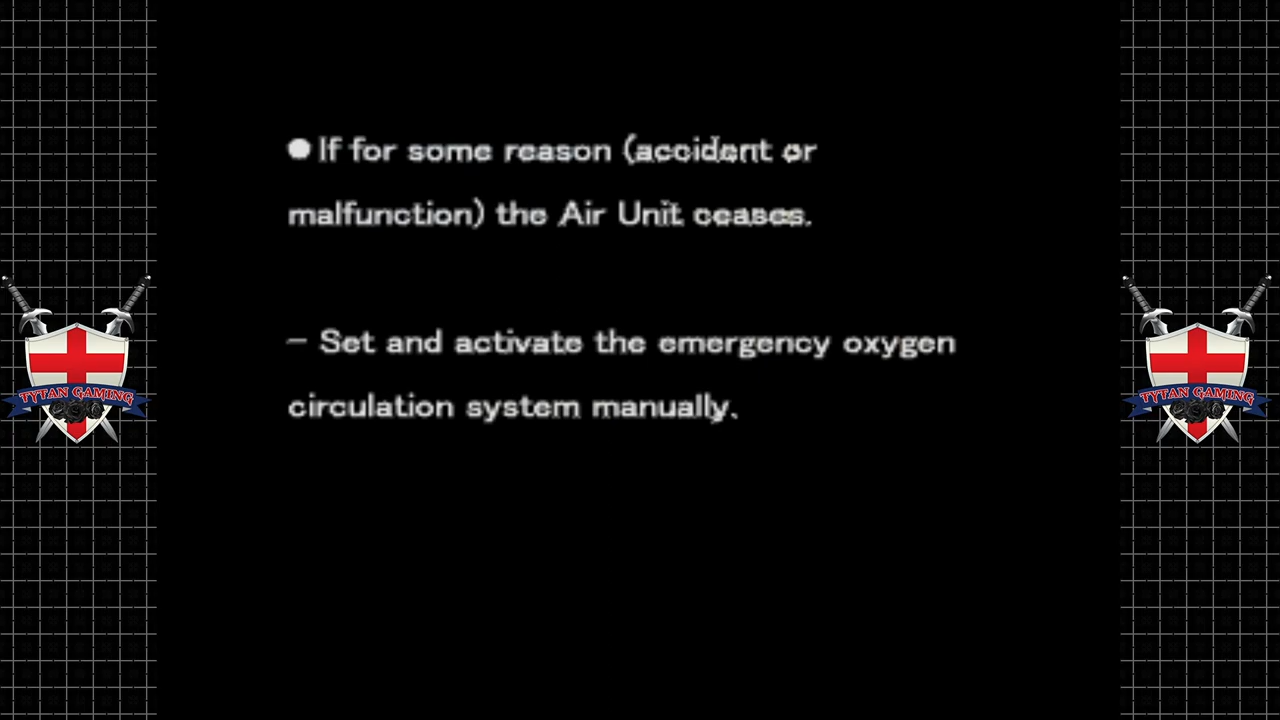 ● If for some reason (accident or
malfunction) the Air Unit ceases.
- Set and activate the emergency oxygen
circulation system manually.
TYTAN GAMING
TYTAN GAMING